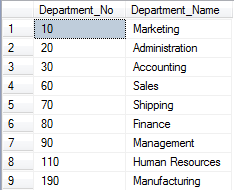 Department_No Department_Name
1 10 Marketing
2 20 Administration
3 30 Accounting
4 60 Sales
5 70 Shipping
6 80 Finance
7 90 Management
8 110 Human Resources
9 190 Manufacturing